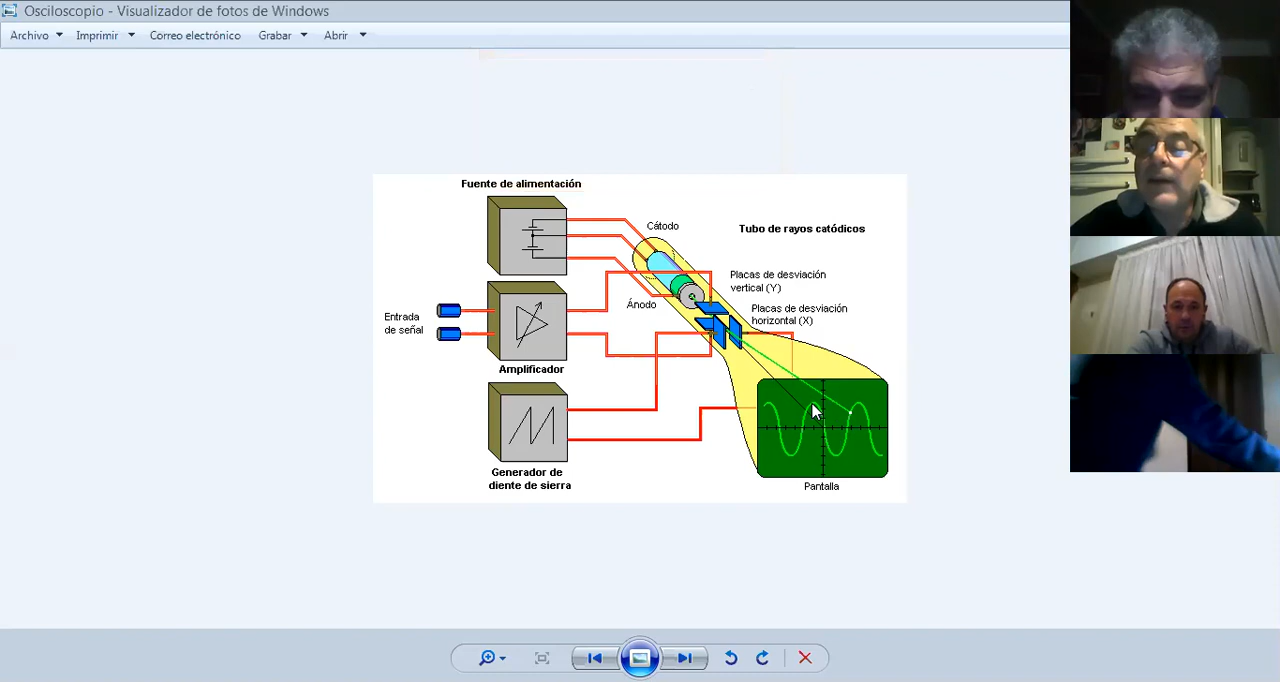 Osciloscopio - Visualizador de fotos de Windows
Archivo Imprimir Correo electrónico Grabar Abrir
Fuente de alimentación
Cátodo
Tubo de rayos catódicos
Placas de desviación
vertical (Y)
Ánodo
Placas de desviación
horizontal (X)
Entrada
de señal
Amplificador
Generador de
diente de sierra
Pantalla